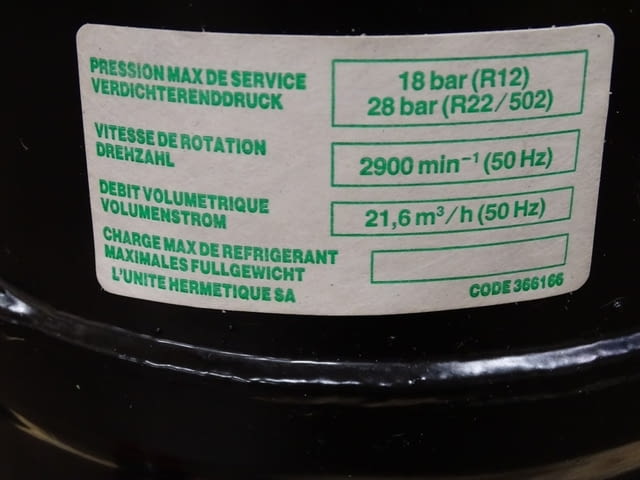 PRESSION MAX DE SERVICE
VERDICHTERENDDRUCK
18 bar (R12)
28 bar (R22/502)
VITESSE DE ROTATION
DREHZAHL
2900 min⁻¹ (50 Hz)
DEBIT VOLUMETRIQUE
VOLUMENSTROM
21,6 m³/h (50 Hz)
CHARGE MAX DE REFRIGERANT
MAXIMALES FULLGEWICHT
L'UNITE HERMETIQUE SA
CODE 366166